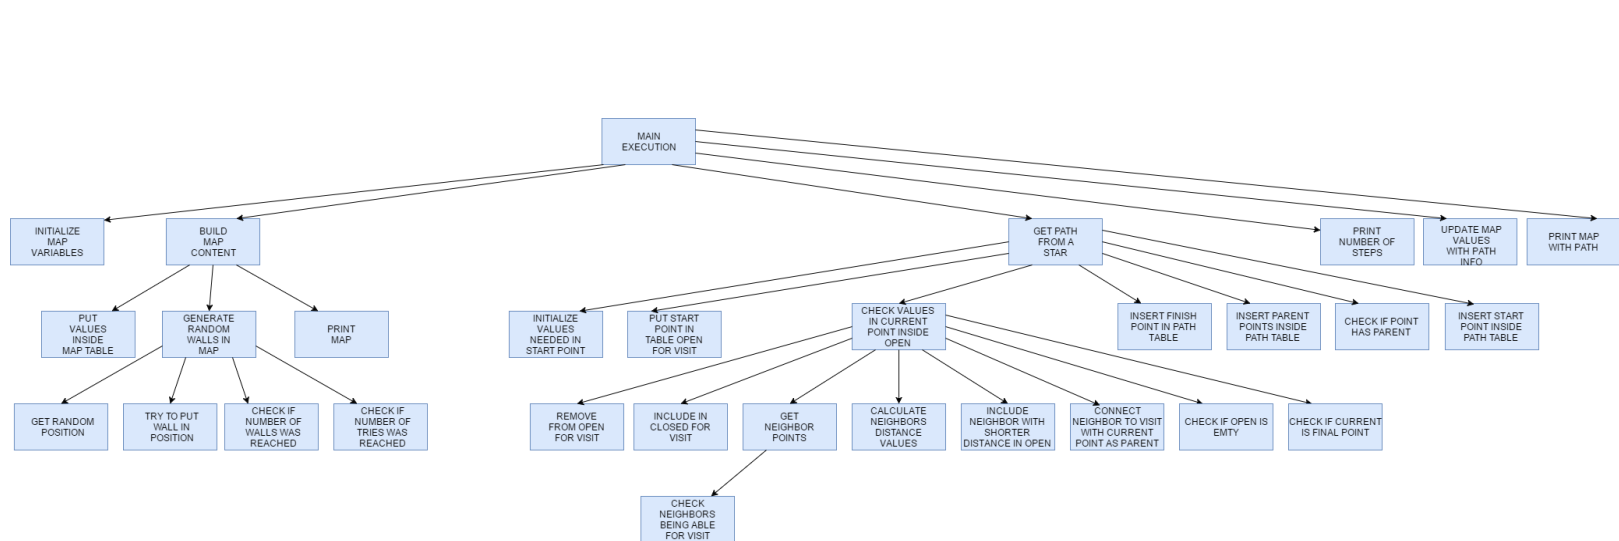 MAIN
EXECUTION
INITIALIZE
MAP
VARIABLES
BUILD
MAP
CONTENT
GET PATH
FROM A
STAR
PRINT
NUMBER OF
STEPS
UPDATE MAP
VALUES
WITH PATH
INFO
PRINT MAP
WITH PATH
PUT
VALUES
INSIDE
MAP TABLE
GENERATE
RANDOM
WALLS IN
MAP
PRINT
MAP
INITIALIZE
VALUES
NEEDED IN
START POINT
PUT START
POINT IN
TABLE OPEN
FOR VISIT
CHECK VALUES
IN CURRENT
POINT INSIDE
OPEN
INSERT FINISH
POINT IN PATH
TABLE
INSERT PARENT
POINTS INSIDE
PATH TABLE
CHECK IF POINT
HAS PARENT
INSERT START
POINT INSIDE
PATH TABLE
GET RANDOM
POSITION
TRY TO PUT
WALL IN
POSITION
CHECK IF
NUMBER OF
WALLS WAS
REACHED
CHECK IF
NUMBER OF
TRIES WAS
REACHED
REMOVE
FROM OPEN
FOR VISIT
INCLUDE IN
CLOSED FOR
VISIT
GET
NEIGHBOR
POINTS
CALCULATE
NEIGHBORS
DISTANCE
VALUES
INCLUDE
NEIGHBOR WITH
SHORTER
DISTANCE IN OPEN
CONNECT
NEIGHBOR TO VISIT
WITH CURRENT
POINT AS PARENT
CHECK IF OPEN IS
EMTY
CHECK IF CURRENT
IS FINAL POINT
CHECK
NEIGHBORS
BEING ABLE
FOR VISIT